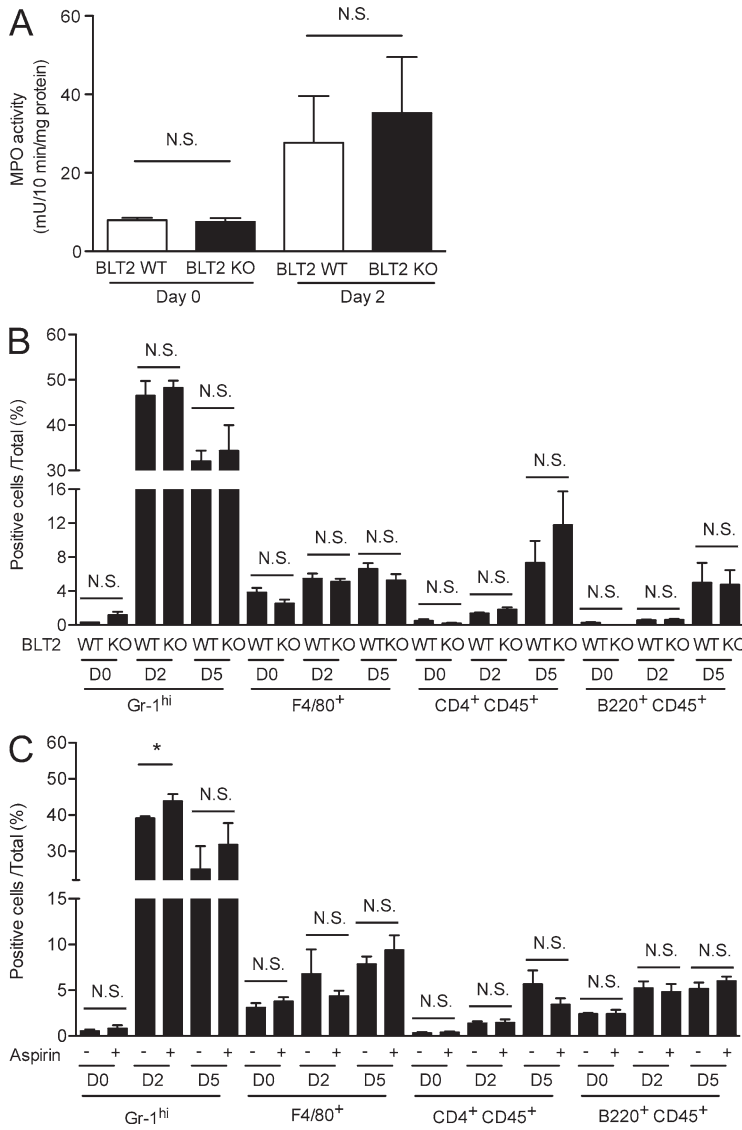 A
MPO activity
(mU/10 min/mg protein)
60
40
20
0
N.S.
N.S.
BLT2 WT BLT2 KO BLT2 WT BLT2 KO
Day 0 Day 2
B
Positive cells /Total (%)
60
50
40
30
16
12
8
4
0
N.S. N.S. N.S. N.S. N.S. N.S. N.S. N.S. N.S. N.S. N.S. N.S.
BLT2 WT KO WT KO WT KO WT KO WT KO WTKO WT KO WT KO WT KO WT KO WT KO WT KO
D0 D2 D5 D0 D2 D5 D0 D2 D5 D0 D2 D5
Gr-1hi F4/80+ CD4+ CD45+ B220+ CD45+
C
Positive cells /Total (%)
60
50
40
30
15
10
5
0
N.S. * N.S. N.S. N.S. N.S. N.S. N.S. N.S. N.S. N.S. N.S.
Aspirin - + - + - + - + - + - + - + - + - + - + - + - +
D0 D2 D5 D0 D2 D5 D0 D2 D5 D0 D2 D5
Gr-1hi F4/80+ CD4+ CD45+ B220+ CD45+